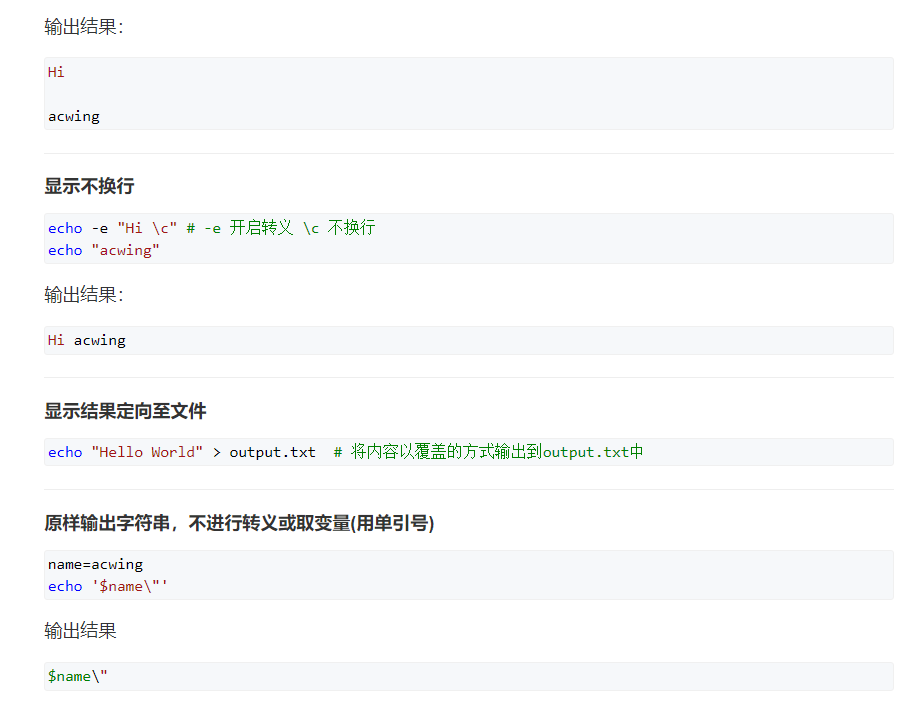 输出结果：
Hi
acwing
显示不换行
echo -e "Hi \c" # -e 开启转义 \c 不换行
echo "acwing"
输出结果：
Hi acwing
显示结果定向至文件
echo "Hello World" > output.txt  # 将内容以覆盖的方式输出到output.txt中
原样输出字符串，不进行转义或取变量(用单引号)
name=acwing
echo '$name\"'
输出结果
$name\"